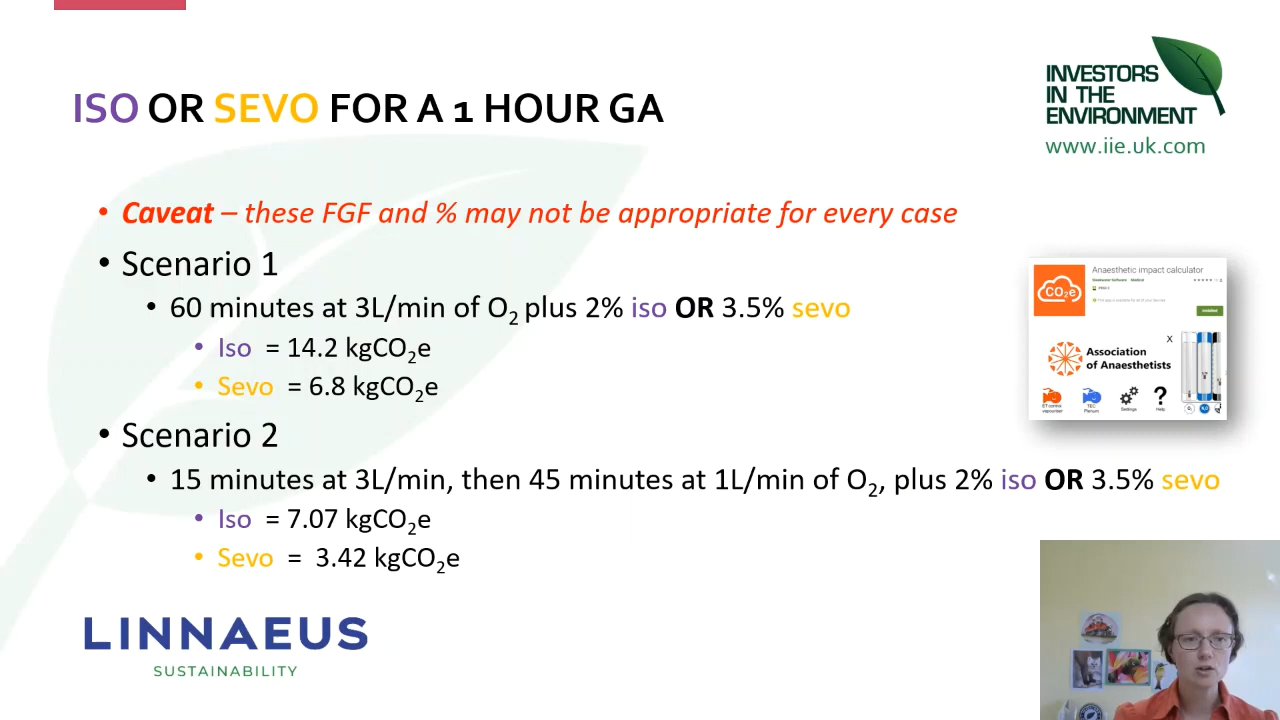 ISO OR SEVO FOR A 1 HOUR GA
INVESTORS
IN THE
ENVIRONMENT
www.iie.uk.com
• Caveat – these FGF and % may not be appropriate for every case
• Scenario 1
• 60 minutes at 3L/min of O2 plus 2% iso OR 3.5% sevo
• Iso = 14.2 kgCO2e
• Sevo = 6.8 kgCO2e
• Scenario 2
• 15 minutes at 3L/min, then 45 minutes at 1L/min of O2, plus 2% iso OR 3.5% sevo
• Iso = 7.07 kgCO2e
• Sevo = 3.42 kgCO2e
Anaesthetic impact calculator
CO2e
Installed
X
Association
of Anaesthetists
Settings
Help
LINNAEUS
SUSTAINABILITY